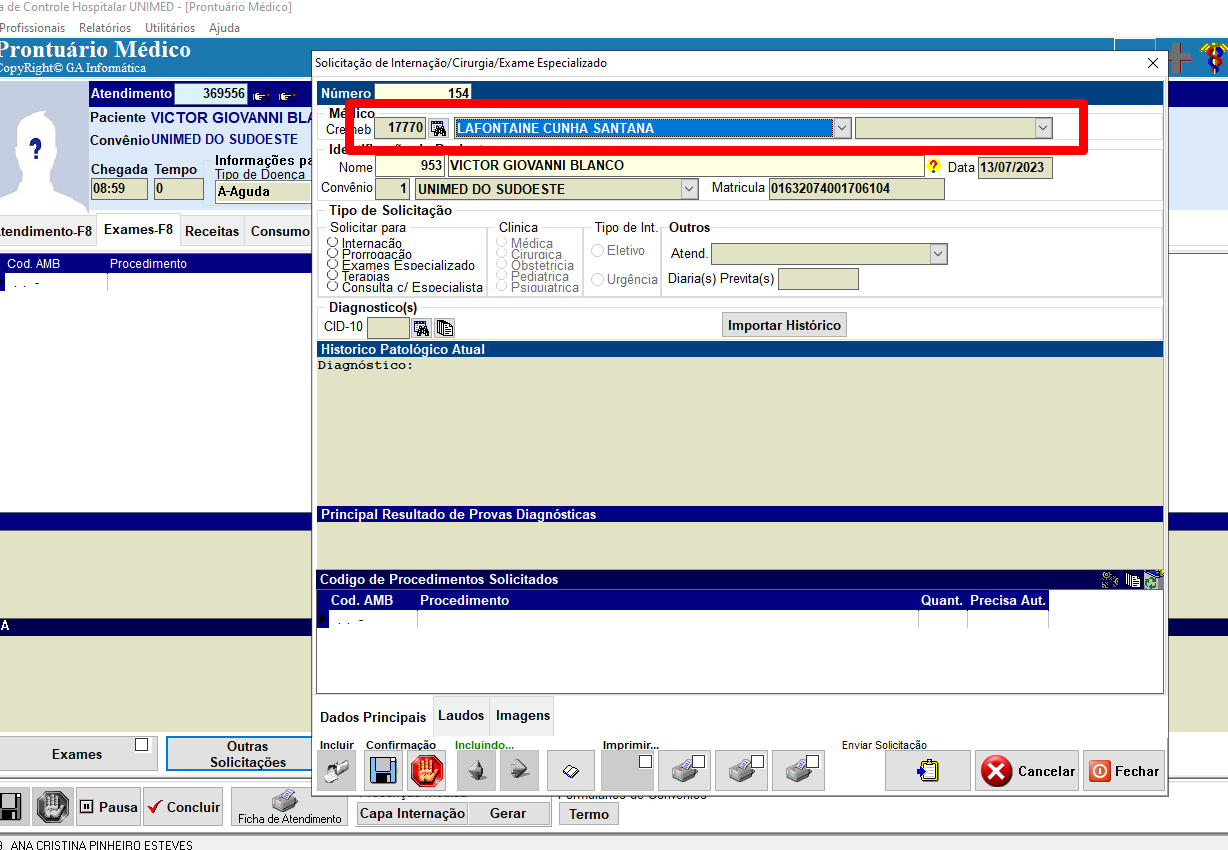 a de Controle Hospitalar UNIMED - [Prontuário Médico]
Profissionais Relatórios Utilitários Ajuda
Prontuário Médico
CopyRight© GA Informática
Solicitação de Internação/Cirurgia/Exame Especializado
Atendimento 369556
Número 154
Paciente VICTOR GIOVANNI BLA
Médico
Cremeb 17770 LAFONTAINE CUNHA SANTANA
Convênio UNIMED DO SUDOESTE
Chegada Tempo
Informações pa
Tipo de Doença
08:59 0 A-Aguda
Nome 953 VICTOR GIOVANNI BLANCO ? Data 13/07/2023
Convênio 1 UNIMED DO SUDOESTE Matricula 01632074001706104
Tipo de Solicitação
Solicitar para
Internação
Prorrogação
Exames Especializado
Terapias
Consulta c/ Especialista
Clinica
Médica
Cirurgica
Obstetricia
Pediatrica
Psiquiatrica
Tipo de Int.
Eletivo
Urgência
Outros
Atend.
Diaria(s) Previta(s)
tendimento-F8 Exames-F8 Receitas Consumo
Cod. AMB Procedimento
. . -
Diagnostico(s)
CID-10
Importar Histórico
Historico Patológico Atual
Diagnóstico:
Principal Resultado de Provas Diagnósticas
Codigo de Procedimentos Solicitados
Cod. AMB Procedimento Quant. Precisa Aut.
. . -
A
Dados Principais Laudos Imagens
Incluir Confirmação Incluindo... Imprimir... Enviar Solicitação
Cancelar Fechar
Exames
Outras
Solicitações
Pausa Concluir
Ficha de Atendimento
Capa Internação Gerar
Formularios de Convenios
Termo
9 ANA CRISTINA PINHEIRO ESTEVES